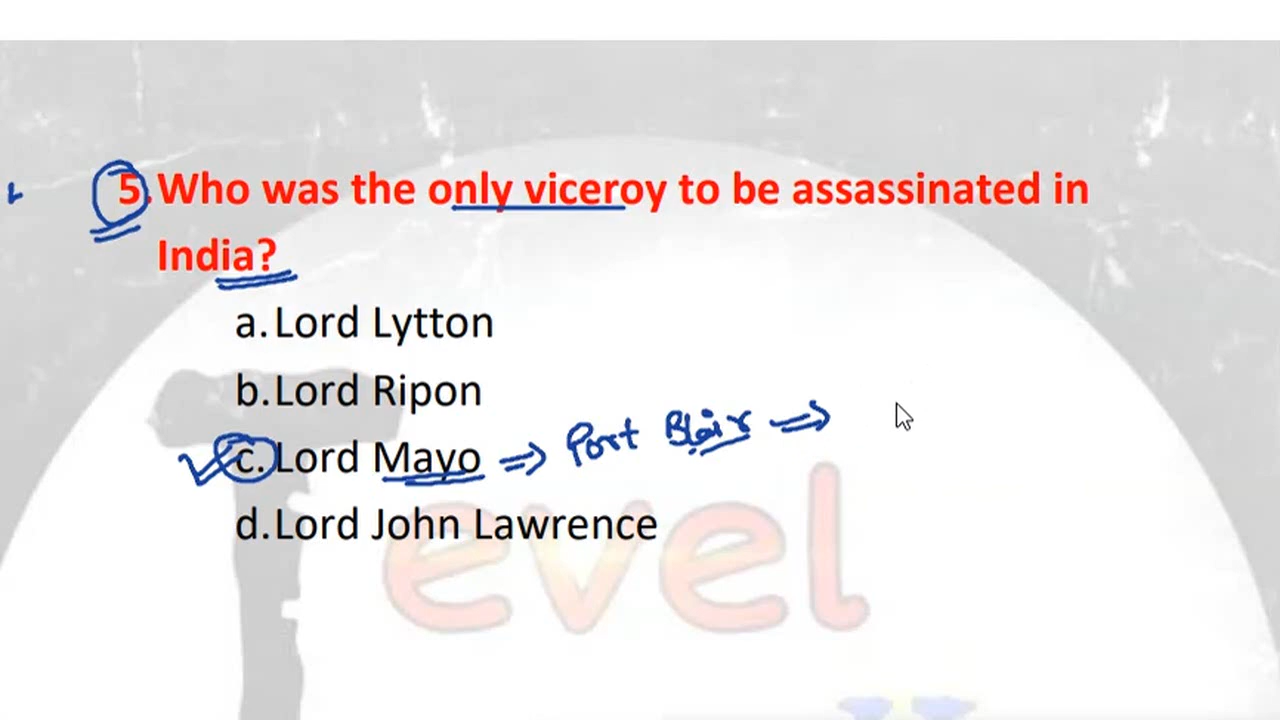 5. Who was the only viceroy to be assassinated in
India?
a. Lord Lytton
b. Lord Ripon
c. Lord Mayo ⇒ Port Blair ⇒
d. Lord John Lawrence
evel